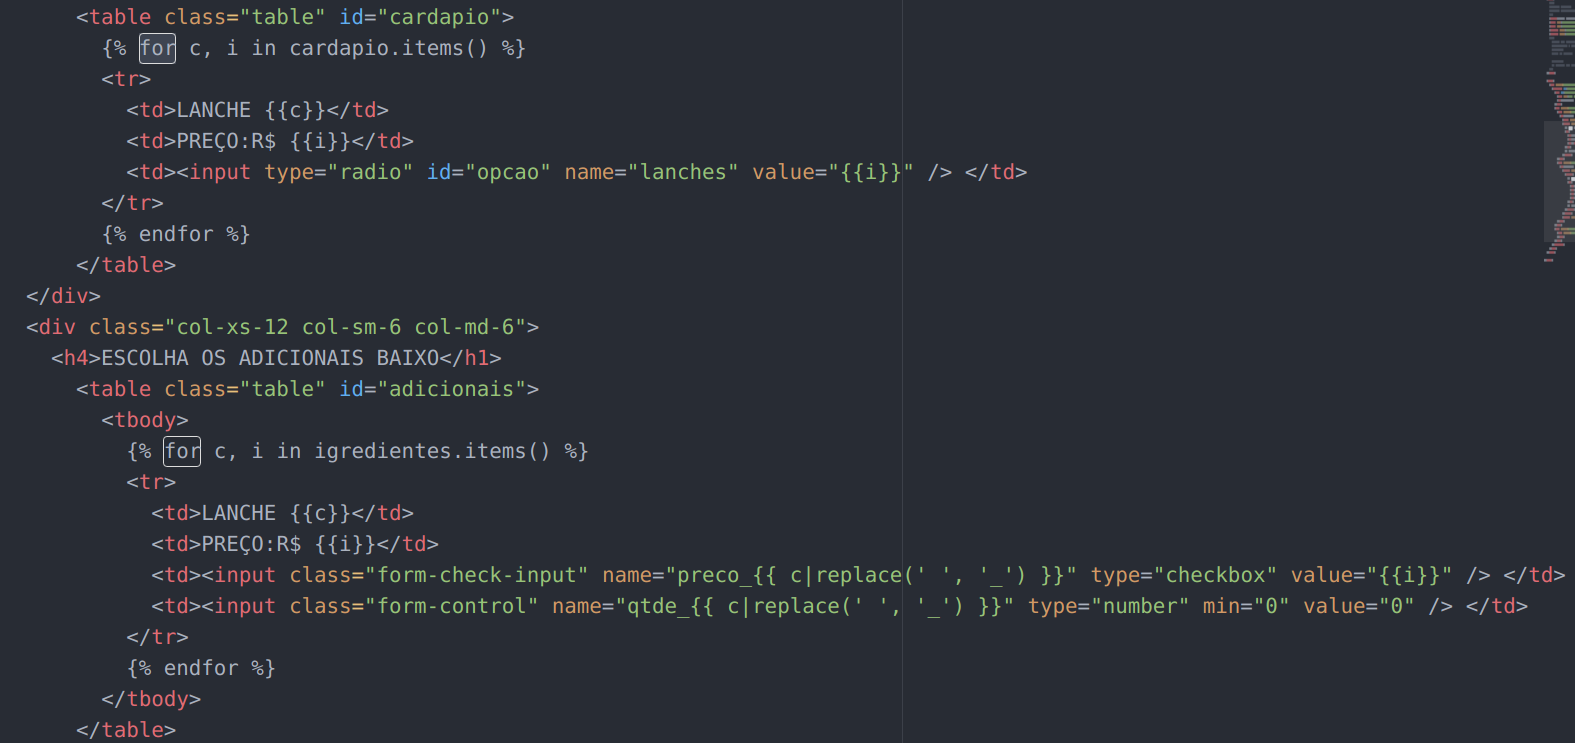 <table class="table" id="cardapio">
{% for c, i in cardapio.items() %}
<tr>
<td>LANCHE {{c}}</td>
<td>PREÇO:R$ {{i}}</td>
<td><input type="radio" id="opcao" name="lanches" value="{{i}}" /> </td>
</tr>
{% endfor %}
</table>
</div>
<div class="col-xs-12 col-sm-6 col-md-6">
<h4>ESCOLHA OS ADICIONAIS BAIXO</h1>
<table class="table" id="adicionais">
<tbody>
{% for c, i in igredientes.items() %}
<tr>
<td>LANCHE {{c}}</td>
<td>PREÇO:R$ {{i}}</td>
<td><input class="form-check-input" name="preco_{{ c|replace(' ', '_') }}" type="checkbox" value="{{i}}" /> </td>
<td><input class="form-control" name="qtde_{{ c|replace(' ', '_') }}" type="number" min="0" value="0" /> </td>
</tr>
{% endfor %}
</tbody>
</table>